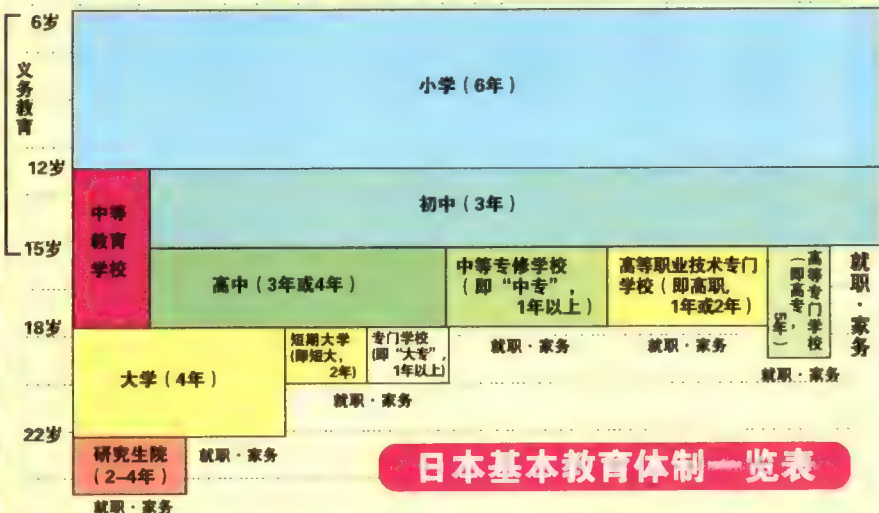 6岁
义务教育
小学（6年）
12岁
中等
教育
学校
初中（3年）
15岁
高中（3年或4年）
中等专修学校
（即“中专”，
1年以上）
高等职业技术专门
学校（即高职，
1年或2年）
高等专门学校
（即高专，
5年）
就职·家务
18岁
大学（4年）
短期大学
(即短大，
2年)
专门学校
(即“大专”，
1年以上)
就职·家务
就职·家务
就职·家务
就职·家务
22岁
研究生院
（2–4年）
就职·家务
就职·家务
日本基本教育体制一览表